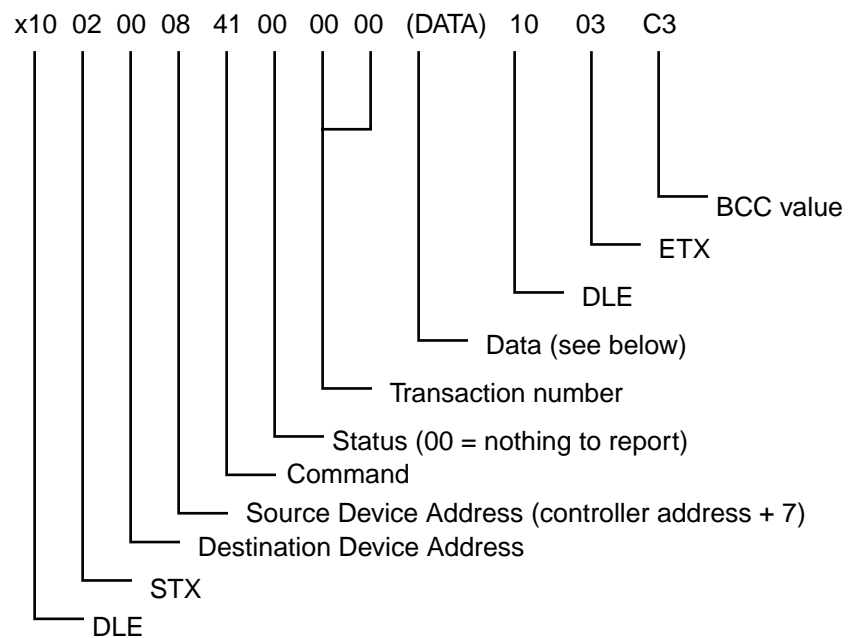 x10 02 00 08 41 00 00 00 (DATA) 10 03 C3
BCC value
ETX
DLE
Data (see below)
Transaction number
Status (00 = nothing to report)
Command
Source Device Address (controller address + 7)
Destination Device Address
STX
DLE